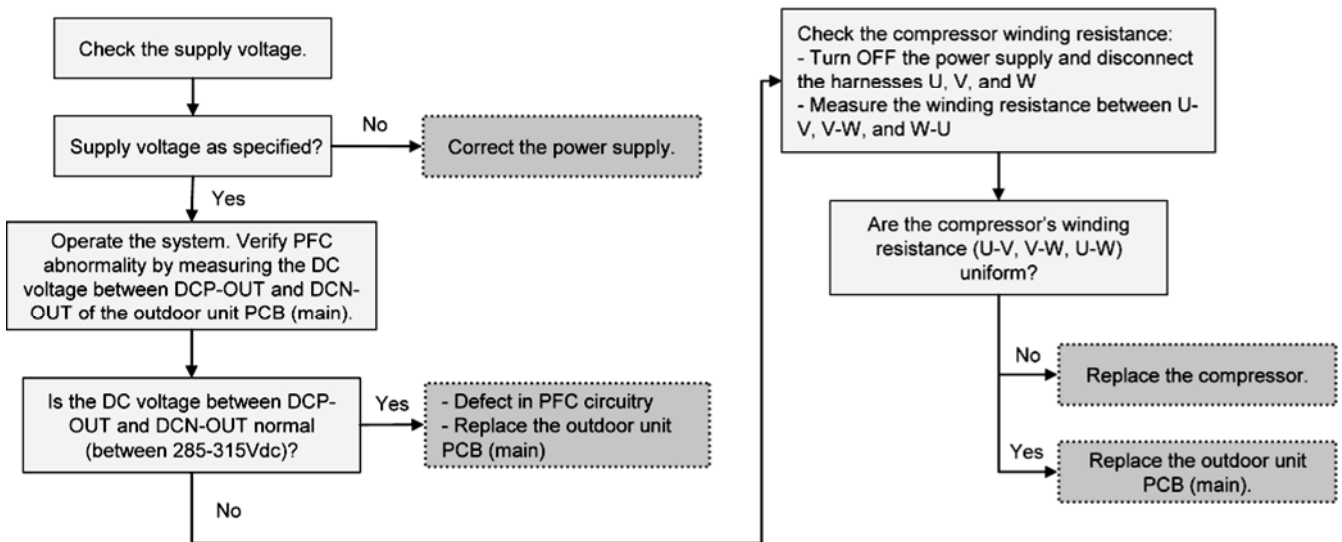 Check the supply voltage.
Supply voltage as specified?
No
Correct the power supply.
Yes
Operate the system. Verify PFC
abnormality by measuring the DC
voltage between DCP-OUT and DCN-
OUT of the outdoor unit PCB (main).
Is the DC voltage between DCP-
OUT and DCN-OUT normal
(between 285-315Vdc)?
Yes
- Defect in PFC circuitry
- Replace the outdoor unit
PCB (main)
No
Check the compressor winding resistance:
- Turn OFF the power supply and disconnect
the harnesses U, V, and W
- Measure the winding resistance between U-
V, V-W, and W-U
Are the compressor's winding
resistance (U-V, V-W, U-W)
uniform?
No
Replace the compressor.
Yes
Replace the outdoor unit
PCB (main).